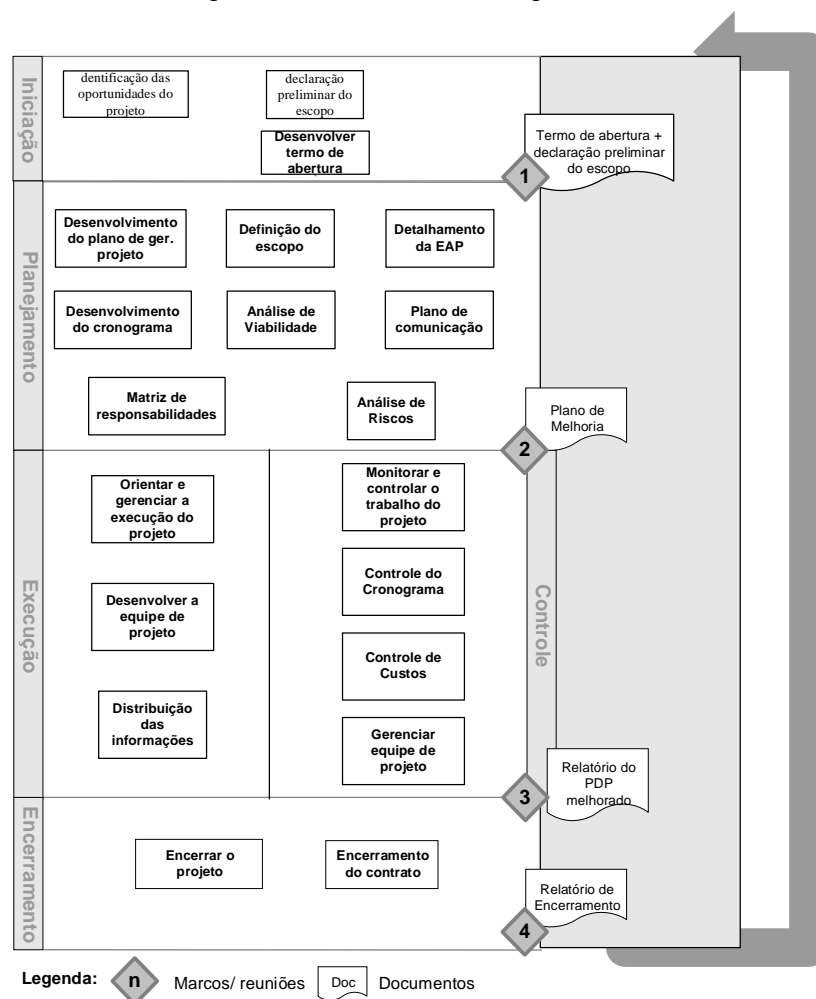 Iniciação
dentificação das
oportunidades do
projeto
declaração
preliminar do
escopo
Desenvolver
termo de
abertura
Termo de abertura +
declaração preliminar
do escopo
1
Planejamento
Desenvolvimento
do plano de ger.
projeto
Definição do
escopo
Detalhamento
da EAP
Desenvolvimento
do cronograma
Análise de
Viabilidade
Plano de
comunicação
Matriz de
responsabilidades
Análise de
Riscos
Plano de
Melhoria
2
Execução
Orientar e
gerenciar a
execução do
projeto
Desenvolver a
equipe de
projeto
Distribuição
das
informações
Monitorar e
controlar o
trabalho do
projeto
Controle do
Cronograma
Controle de
Custos
Gerenciar
equipe de
projeto
Controle
Relatório do
PDP
melhorado
3
Encerramento
Encerrar o
projeto
Encerramento
do contrato
Relatório de
Encerramento
4
Legenda: n Marcos/ reuniões Doc Documentos